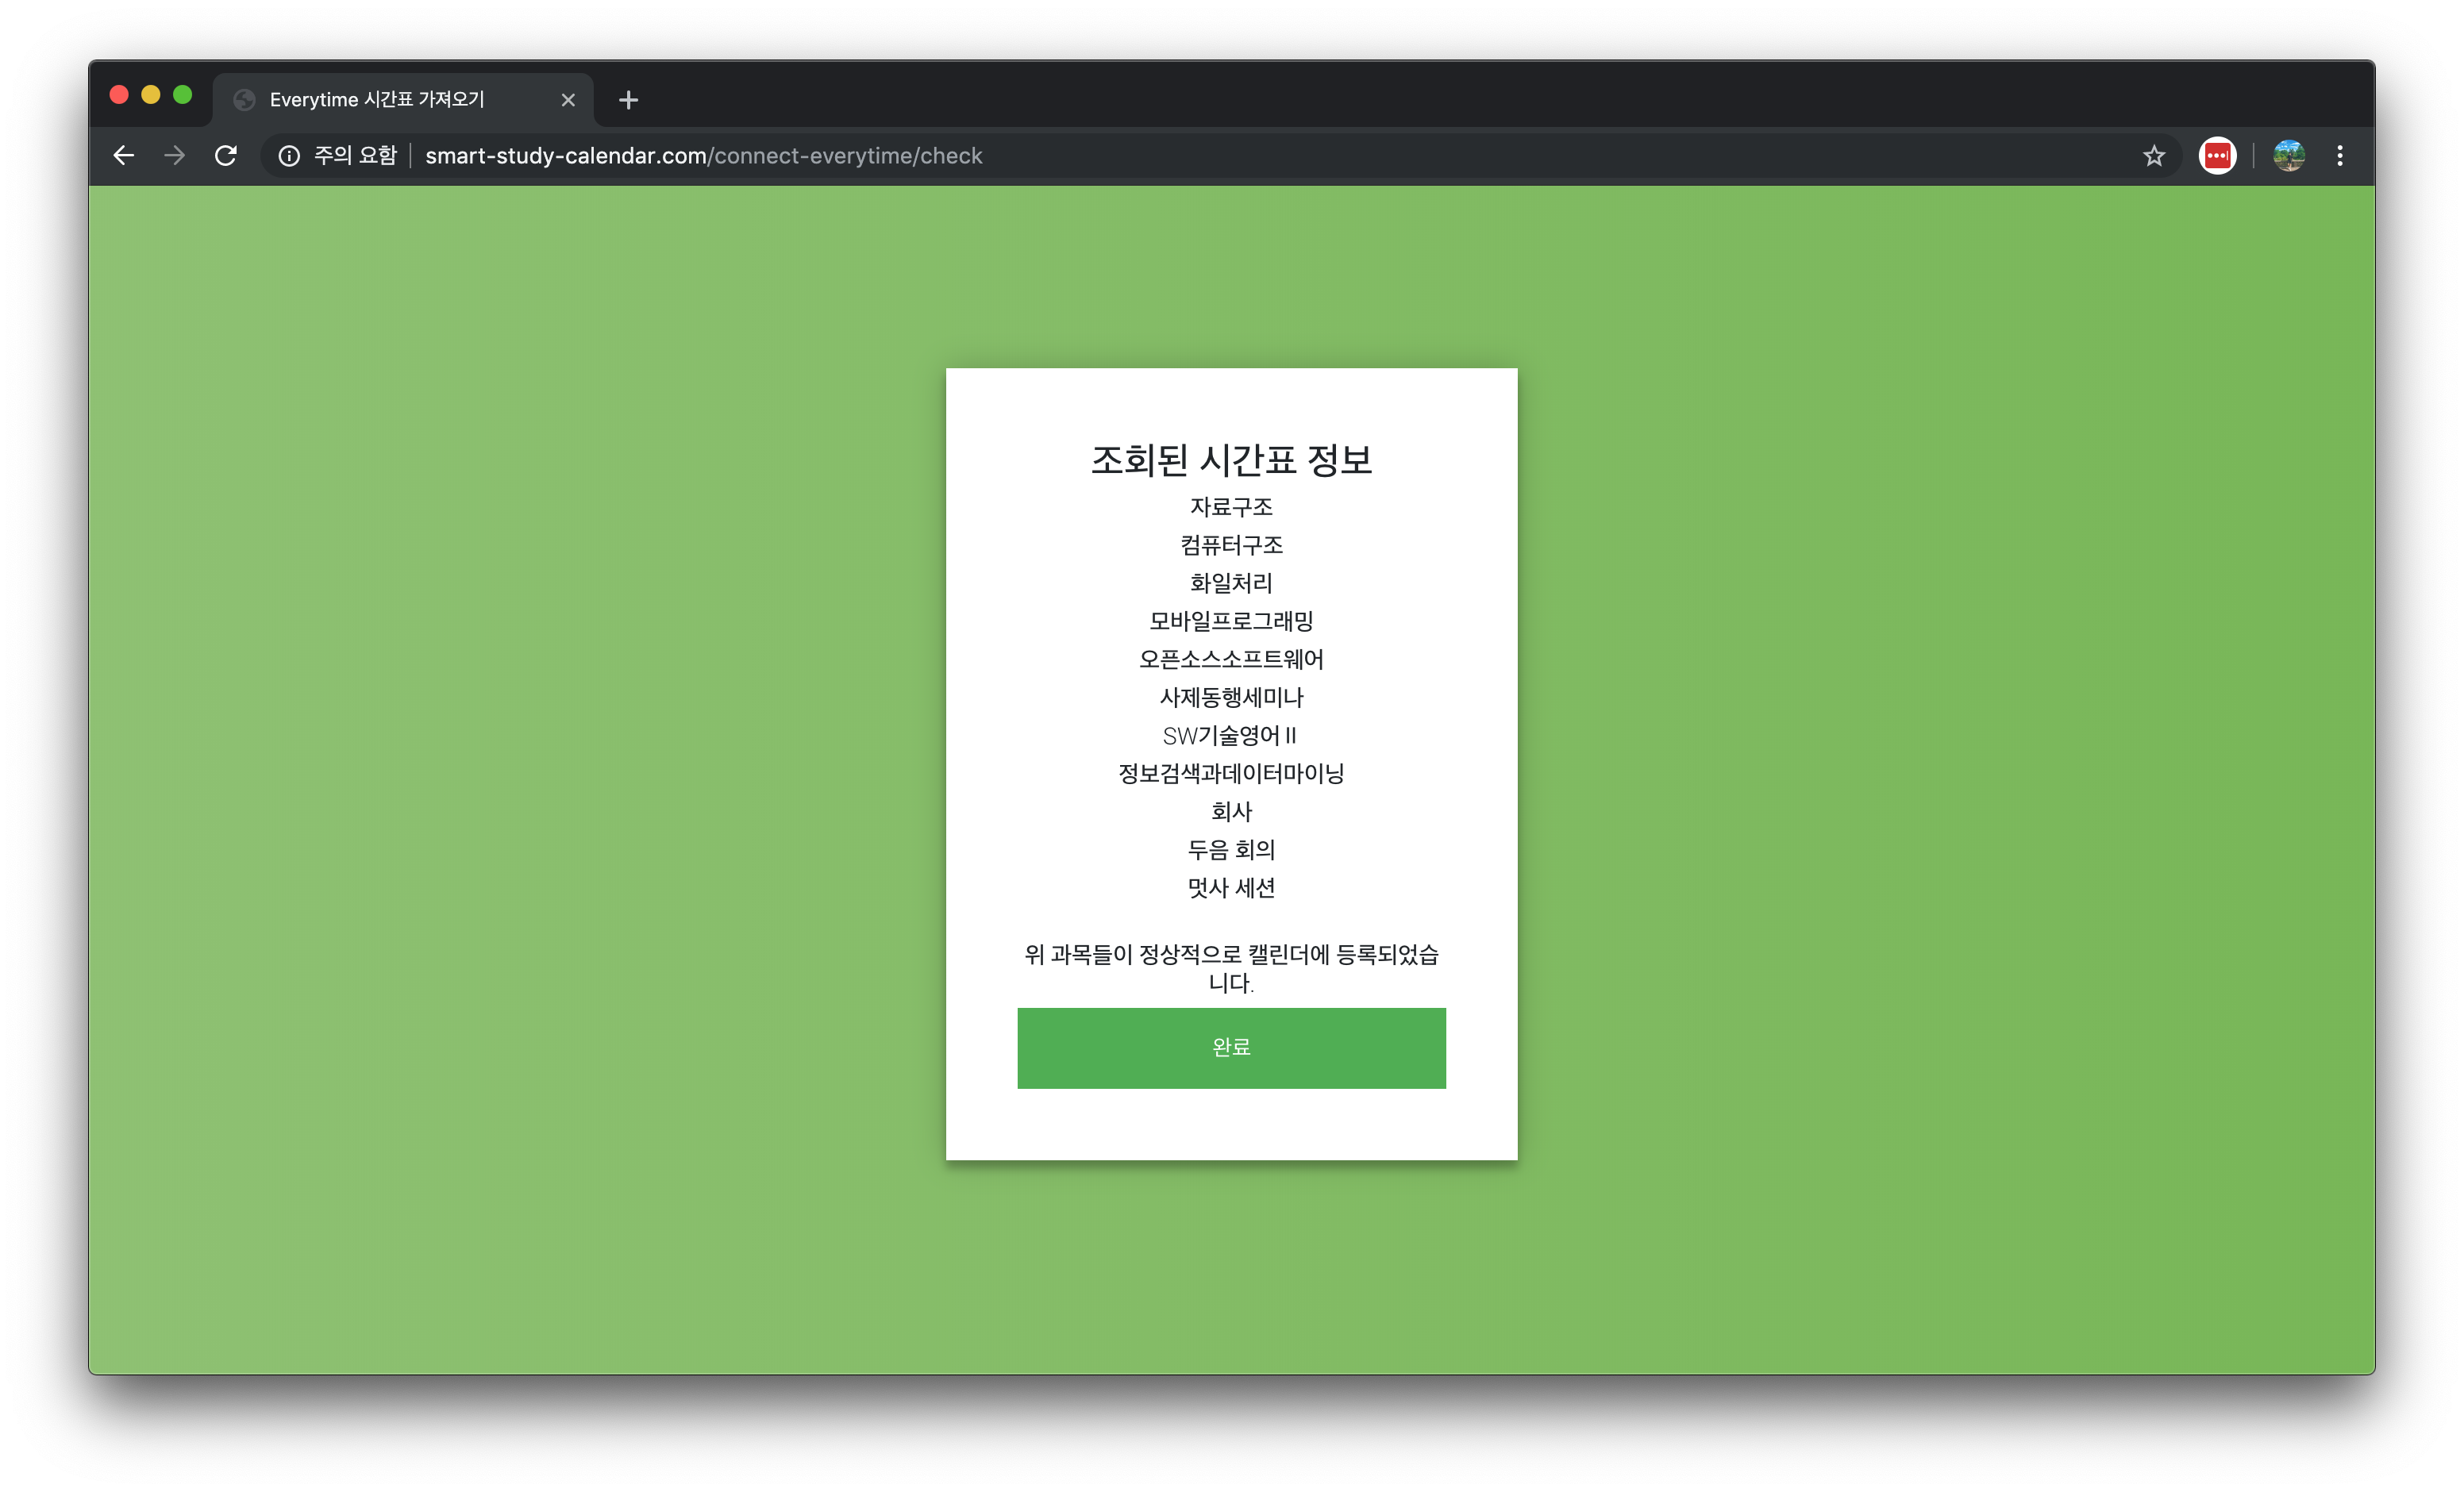 Everytime 시간표 가져오기
주의 요함 smart-study-calendar.com/connect-everytime/check
조회된 시간표 정보
자료구조
컴퓨터구조
화일처리
모바일프로그래밍
오픈소스소프트웨어
사제동행세미나
SW기술영어Ⅱ
정보검색과데이터마이닝
회사
두음 회의
멋사 세션
위 과목들이 정상적으로 캘린더에 등록되었습
니다.
완료